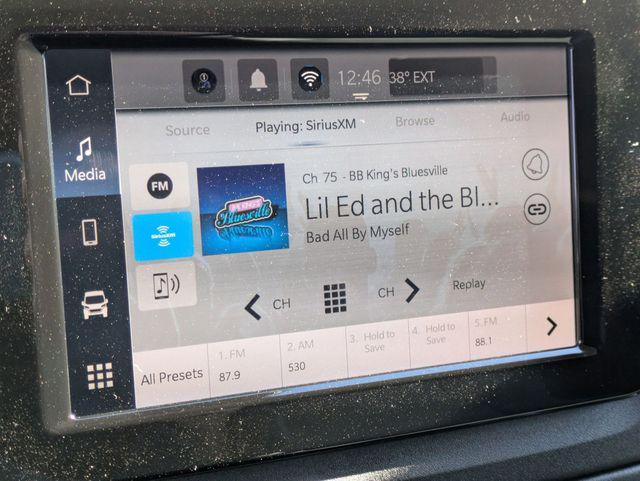 12:46 38° EXT
Source Playing: SiriusXM Browse Audio
Media
FM
SiriusXM
Ch 75 - BB King's Bluesville
Lil Ed and the Bl...
Bad All By Myself
Bluesville
CH CH Replay
All Presets
1. FM
87.9
2. AM
530
3. Hold to
Save
4. Hold to
Save
5. FM
88.1